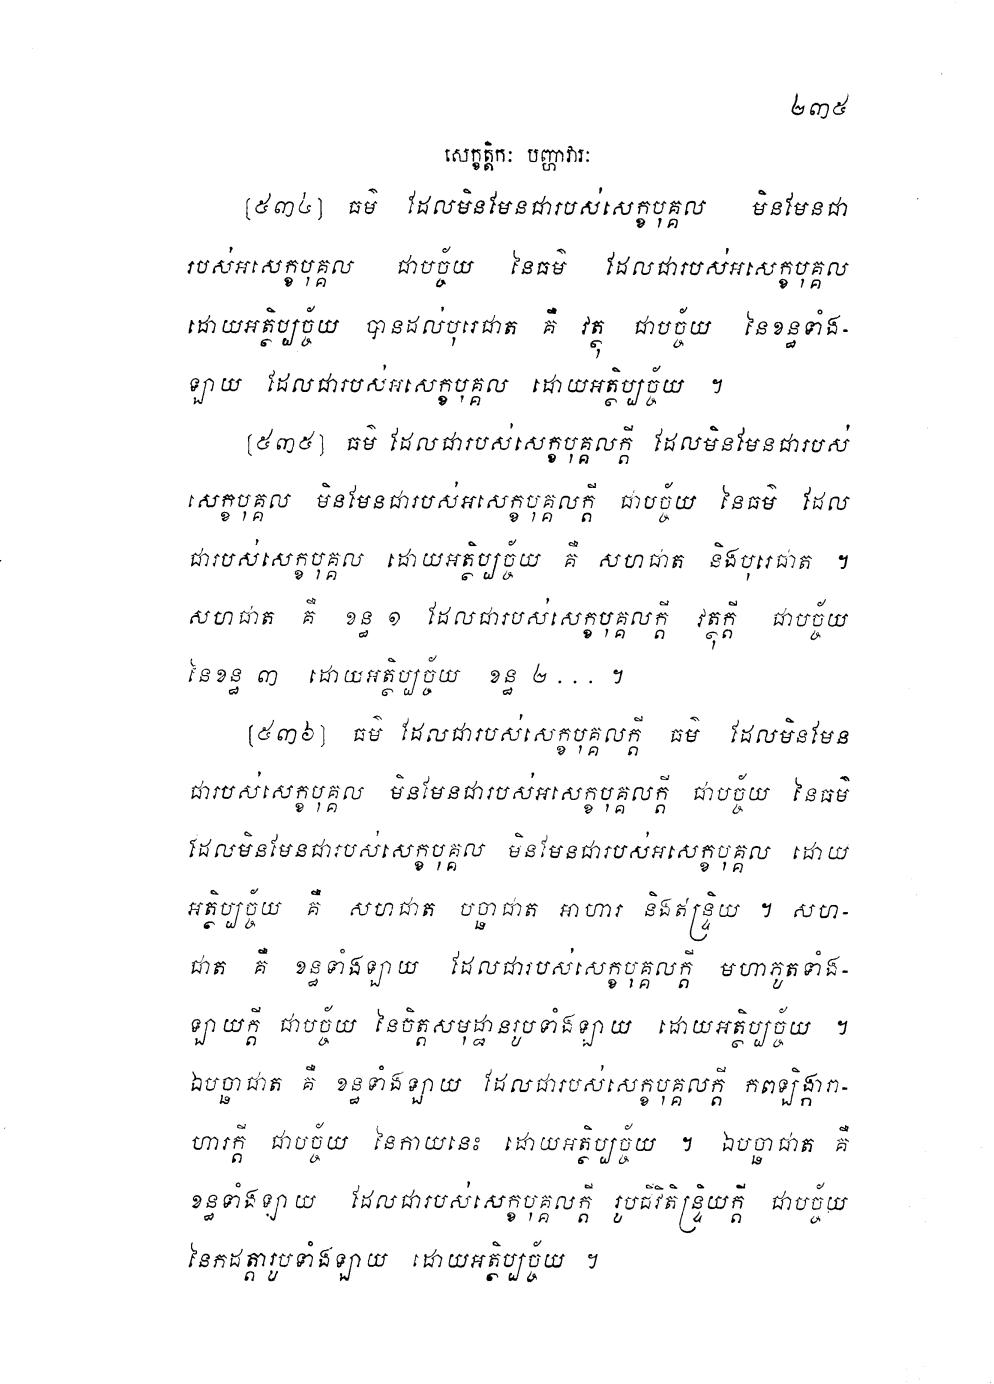 ២៣៥
សេក្ខត្តិកៈ បញ្ហាវារៈ
[៥៣៤] ធម៌ ដែលមិនមែនជារបស់សេក្ខបុគ្គល មិនមែនជា
របស់អសេក្ខបុគ្គល ជាបច្ច័យ នៃធម៌ ដែលជារបស់អសេក្ខបុគ្គល
ដោយអត្ថិប្បច្ច័យ បានដល់បុរេជាត គឺ វត្ថុ ជាបច្ច័យ នៃខន្ធទាំង-
ឡាយ ដែលជារបស់អសេក្ខបុគ្គល ដោយអត្ថិប្បច្ច័យ ។
[៥៣៥] ធម៌ ដែលជារបស់សេក្ខបុគ្គលក្តី ដែលមិនមែនជារបស់
សេក្ខបុគ្គល មិនមែនជារបស់អសេក្ខបុគ្គលក្តី ជាបច្ច័យ នៃធម៌ ដែល
ជារបស់សេក្ខបុគ្គល ដោយអត្ថិប្បច្ច័យ គឺ សហជាត និងបុរេជាត ។
សហជាត គឺ ខន្ធ ១ ដែលជារបស់សេក្ខបុគ្គលក្តី វត្ថុក្តី ជាបច្ច័យ
នៃខន្ធ ៣ ដោយអត្ថិប្បច្ច័យ ខន្ធ ២ ... ។
[៥៣៦] ធម៌ ដែលជារបស់សេក្ខបុគ្គលក្តី ធម៌ ដែលមិនមែន
ជារបស់សេក្ខបុគ្គល មិនមែនជារបស់អសេក្ខបុគ្គលក្តី ជាបច្ច័យ នៃធម៌
ដែលមិនមែនជារបស់សេក្ខបុគ្គល មិនមែនជារបស់អសេក្ខបុគ្គល ដោយ
អត្ថិប្បច្ច័យ គឺ សហជាត បច្ឆាជាត អាហារ និងឥន្ទ្រិយ ។ សហ-
ជាត គឺ ខន្ធទាំងឡាយ ដែលជារបស់សេក្ខបុគ្គលក្តី មហាភូតទាំង-
ឡាយក្តី ជាបច្ច័យ នៃចិត្តសមុដ្ឋានរូបទាំងឡាយ ដោយអត្ថិប្បច្ច័យ ។
ឯបច្ឆាជាត គឺ ខន្ធទាំងឡាយ ដែលជារបស់សេក្ខបុគ្គលក្តី កពឡិង្ការា-
ហារក្តី ជាបច្ច័យ នៃកាយនេះ ដោយអត្ថិប្បច្ច័យ ។ ឯបច្ឆាជាត គឺ
ខន្ធទាំងឡាយ ដែលជារបស់សេក្ខបុគ្គលក្តី រូបជីវិតិន្ទ្រិយក្តី ជាបច្ច័យ
នៃកដត្តារូបទាំងឡាយ ដោយអត្ថិប្បច្ច័យ ។